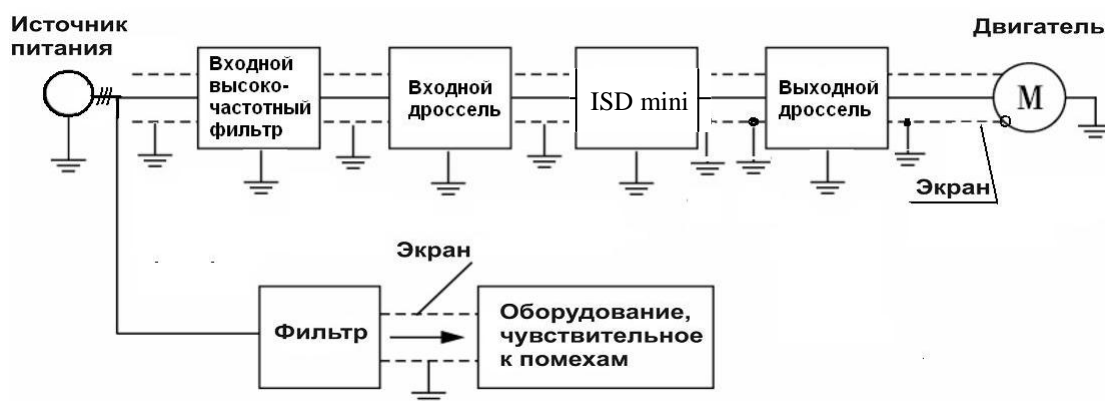 Источник
питания
Двигатель
Входной
высоко-
частотный
фильтр
Входной
дроссель
ISD mini
Выходной
дроссель
М
Экран
Экран
Фильтр
Оборудование,
чувствительное
к помехам